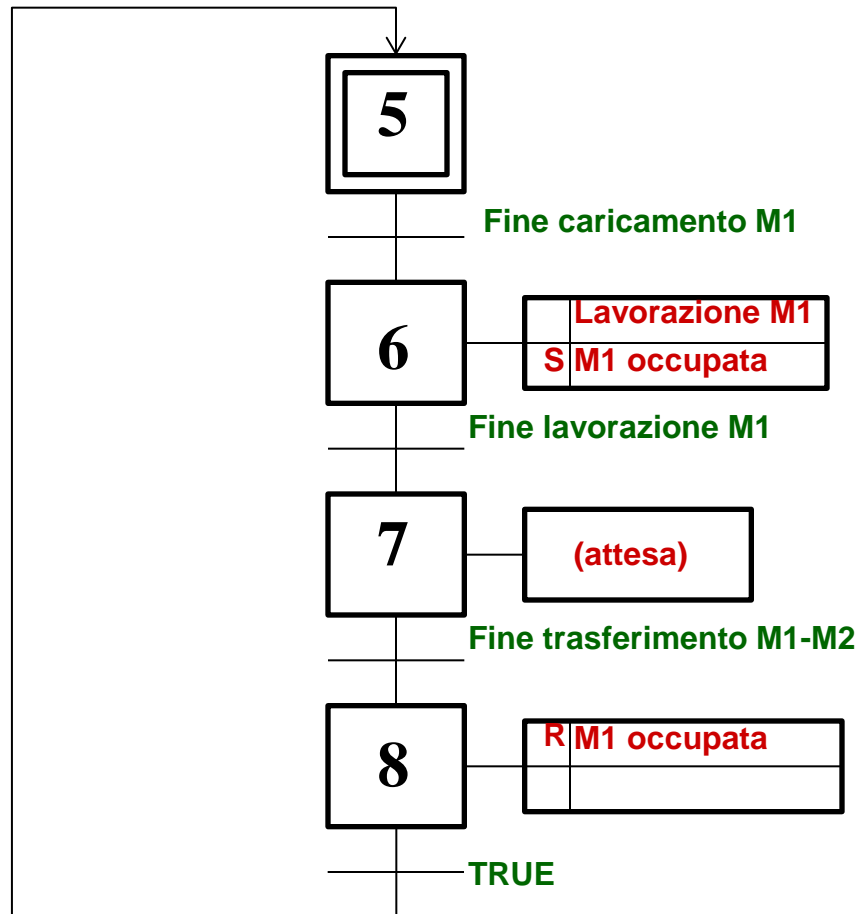 5
Fine caricamento M1
6
Lavorazione M1
S M1 occupata
Fine lavorazione M1
7
(attesa)
Fine trasferimento M1-M2
8
R M1 occupata
TRUE